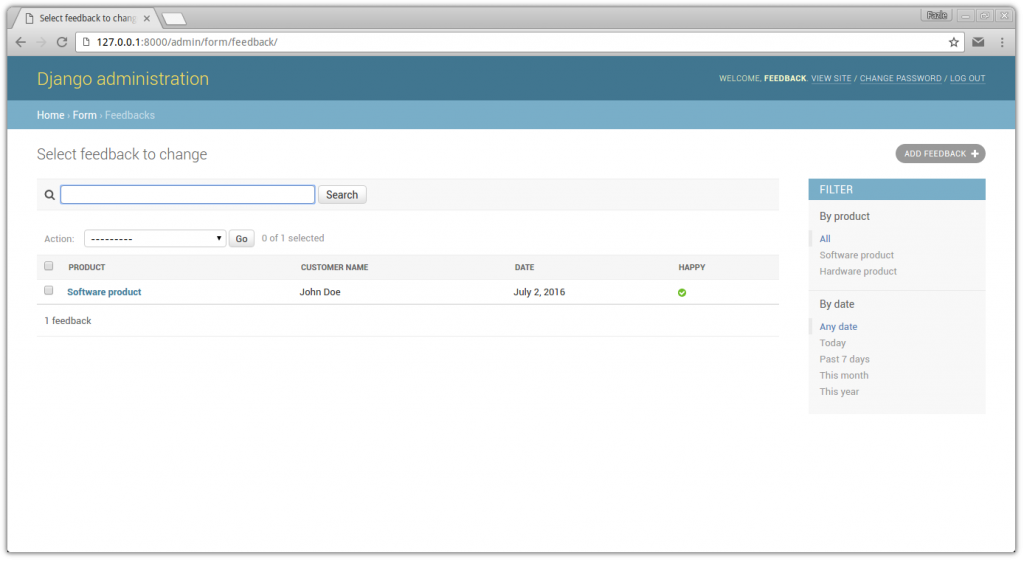 Select feedback to chang
Fazle
127.0.0.1:8000/admin/form/feedback/
Django administration
WELCOME, FEEDBACK. VIEW SITE / CHANGE PASSWORD / LOG OUT
Home › Form › Feedbacks
Select feedback to change
ADD FEEDBACK +
Search
Action: --------- Go 0 of 1 selected
PRODUCT CUSTOMER NAME DATE HAPPY
Software product John Doe July 2, 2016
1 feedback
FILTER
By product
All
Software product
Hardware product
By date
Any date
Today
Past 7 days
This month
This year